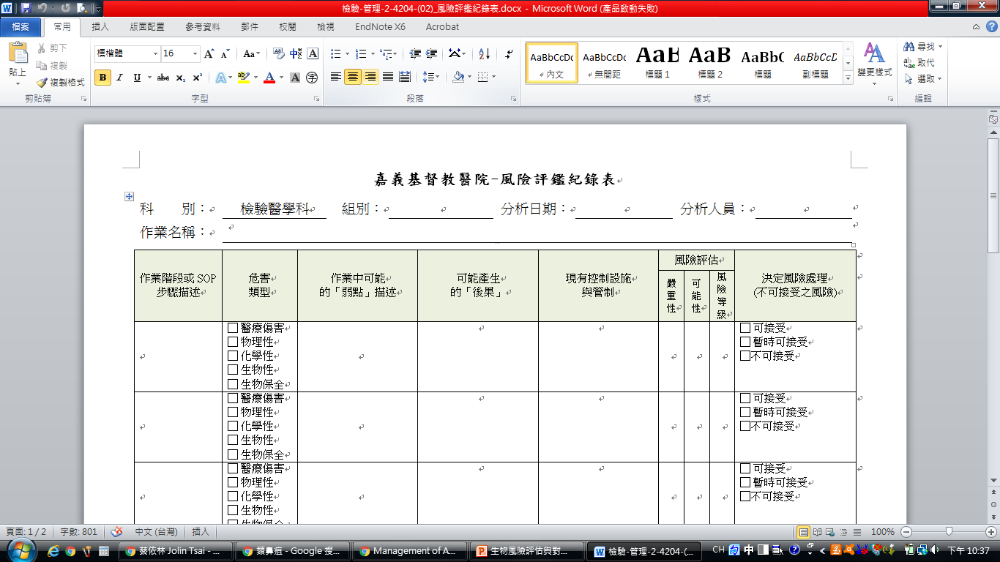 檢驗-管理-2-4204-(02)_風險評鑑紀錄表.docx - Microsoft Word (產品啟動失敗)
檔案 常用 插入 版面配置 參考資料 郵件 校閱 檢視 EndNote X6 Acrobat
貼上 剪下 複製 複製格式
標楷體 16
AaBbCcDc AaBbCcDc AaB AaB AaBbC AaBbCcD
內文 無間距 標題 1 標題 2 標題 副標題
變更樣式
尋找 取代 選取
剪貼簿 字型 段落 樣式 編輯
嘉義基督教醫院-風險評鑑紀錄表
科 別： 檢驗醫學科 組別： 分析日期： 分析人員：
作業名稱：
作業階段或 SOP
步驟描述
危害
類型
作業中可能
的「弱點」描述
可能產生
的「後果」
現有控制設施
與管制
風險評估
嚴重性
可能性
風險等級
決定風險處理
(不可接受之風險)
□ 醫療傷害
□ 物理性
□ 化學性
□ 生物性
□ 生物保全
□ 可接受
□ 暫時可接受
□不可接受
□ 醫療傷害
□ 物理性
□ 化學性
□ 生物性
□ 生物保全
□ 可接受
□ 暫時可接受
□不可接受
□ 醫療傷害
□ 物理性
□ 化學性
□ 生物性
□ 生物保全
□ 可接受
□ 暫時可接受
□不可接受
頁面: 1 / 2 字數: 801 中文 (台灣) 插入 100%
蔡依林 Jolin Tsai - ... 類鼻疽 - Google 搜... Management of A... 生物風險評估與對... 檢驗-管理-2-4204-(... CH 中 下午 10:37